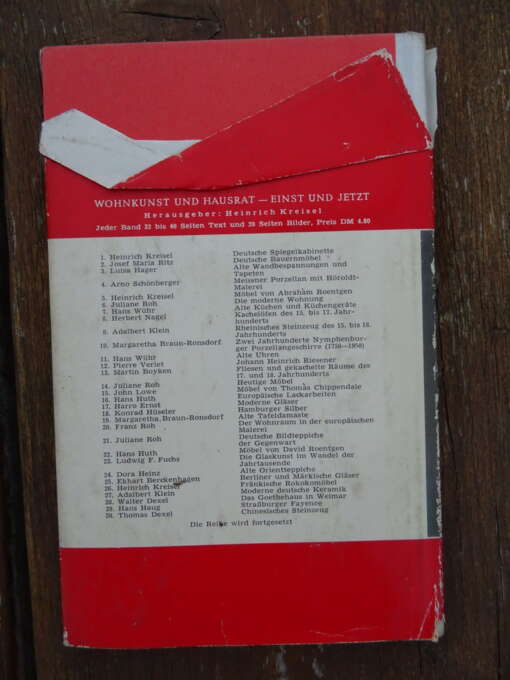 WOHNKUNST UND HAUSRAT — EINST UND JETZT
Herausgeber: Heinrich Kreisel
Jeder Band 32 bis 40 Seiten Text und 20 Seiten Bilder, Preis DM 4.80
1. Heinrich Kreisel Deutsche Spiegelkabinette
2. Josef Maria Ritz Deutsche Bauernmöbel
3. Luisa Hager Alte Wandbespannungen und
Tapeten
4. Arno Schönberger Meissner Porzellan mit Höroldt-
Malerei
5. Heinrich Kreisel Möbel von Abraham Roentgen
6. Juliane Roh Die moderne Wohnung
7. Hans Wühr Alte Küchen und Küchengeräte
8. Herbert Nagel Kachelöfen des 15. bis 17. Jahr-
hunderts
9. Adalbert Klein Rheinisches Steinzeug des 15. bis 18.
Jahrhunderts
10. Margaretha Braun-Ronsdorf Zwei Jahrhunderte Nymphenbur-
ger Porzellangeschirre (1750—1950)
11. Hans Wühr Alte Uhren
12. Pierre Verlet Johann Heinrich Riesener
13. Martin Boyken Fliesen und gekachelte Räume des
17. und 18. Jahrhunderts
14. Juliane Roh Heutige Möbel
15. John Lowe Möbel von Thomas Chippendale
16. Hans Huth Europäische Lackarbeiten
17. Harro Ernst Moderne Gläser
18. Konrad Hüseler Hamburger Silber
19. Margaretha Braun-Ronsdorf Alte Tafeldamaste
20. Franz Roh Der Wohnraum in der europäischen
Malerei
21. Juliane Roh Deutsche Bildteppiche
der Gegenwart
22. Hans Huth Möbel von David Roentgen
23. Ludwig F. Fuchs Die Glaskunst im Wandel der
Jahrtausende
24. Dora Heinz Alte Orientteppiche
25. Ekhart Berckenhagen Berliner und Märkische Gläser
26. Heinrich Kreisel Fränkische Rokokomöbel
27. Adalbert Klein Moderne deutsche Keramik
28. Walter Dexel Das Goethehaus in Weimar
29. Hans Haug Straßburger Fayence
30. Thomas Dexel Chinesisches Steinzeug
Die Reihe wird fortgesetzt